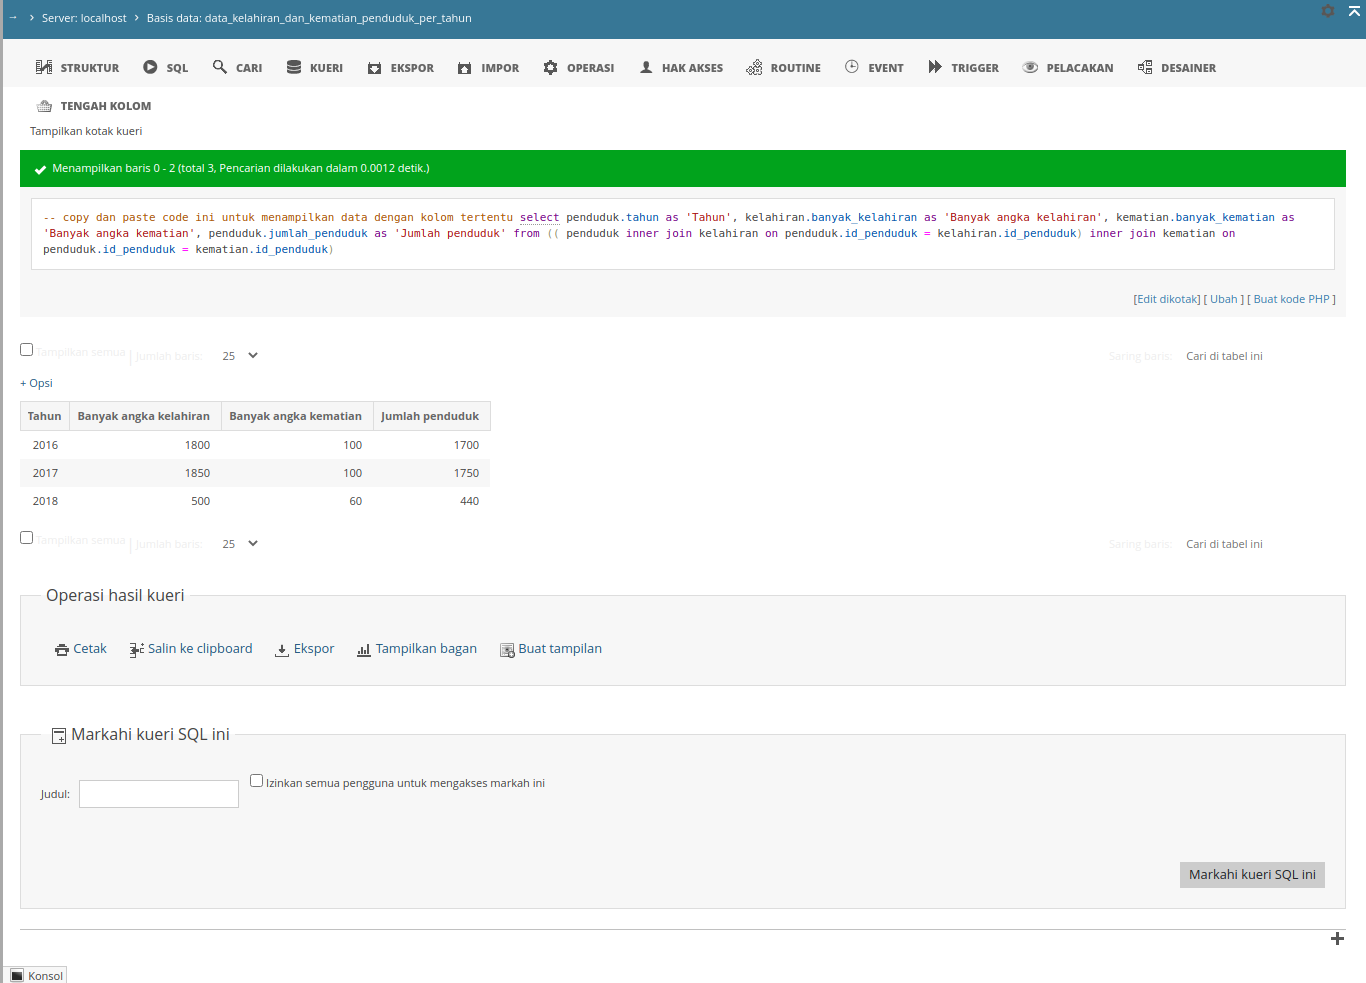 → › Server: localhost › Basis data: data_kelahiran_dan_kematian_penduduk_per_tahun
STRUKTUR SQL CARI KUERI EKSPOR IMPOR OPERASI HAK AKSES ROUTINE EVENT TRIGGER PELACAKAN DESAINER
TENGAH KOLOM
Tampilkan kotak kueri
Menampilkan baris 0 - 2 (total 3, Pencarian dilakukan dalam 0.0012 detik.)
-- copy dan paste code ini untuk menampilkan data dengan kolom tertentu select penduduk.tahun as 'Tahun', kelahiran.banyak_kelahiran as 'Banyak angka kelahiran', kematian.banyak_kematian as
'Banyak angka kematian', penduduk.jumlah_penduduk as 'Jumlah penduduk' from (( penduduk inner join kelahiran on penduduk.id_penduduk = kelahiran.id_penduduk) inner join kematian on
penduduk.id_penduduk = kematian.id_penduduk)
[Edit dikotak] [ Ubah ] [ Buat kode PHP ]
Tampilkan semua | Jumlah baris: 25 Saring baris: Cari di tabel ini
+ Opsi
Tahun Banyak angka kelahiran Banyak angka kematian Jumlah penduduk
2016 1800 100 1700
2017 1850 100 1750
2018 500 60 440
Tampilkan semua | Jumlah baris: 25 Saring baris: Cari di tabel ini
Operasi hasil kueri
Cetak Salin ke clipboard Ekspor Tampilkan bagan Buat tampilan
Markahi kueri SQL ini
Judul: Izinkan semua pengguna untuk mengakses markah ini
Markahi kueri SQL ini
Konsol